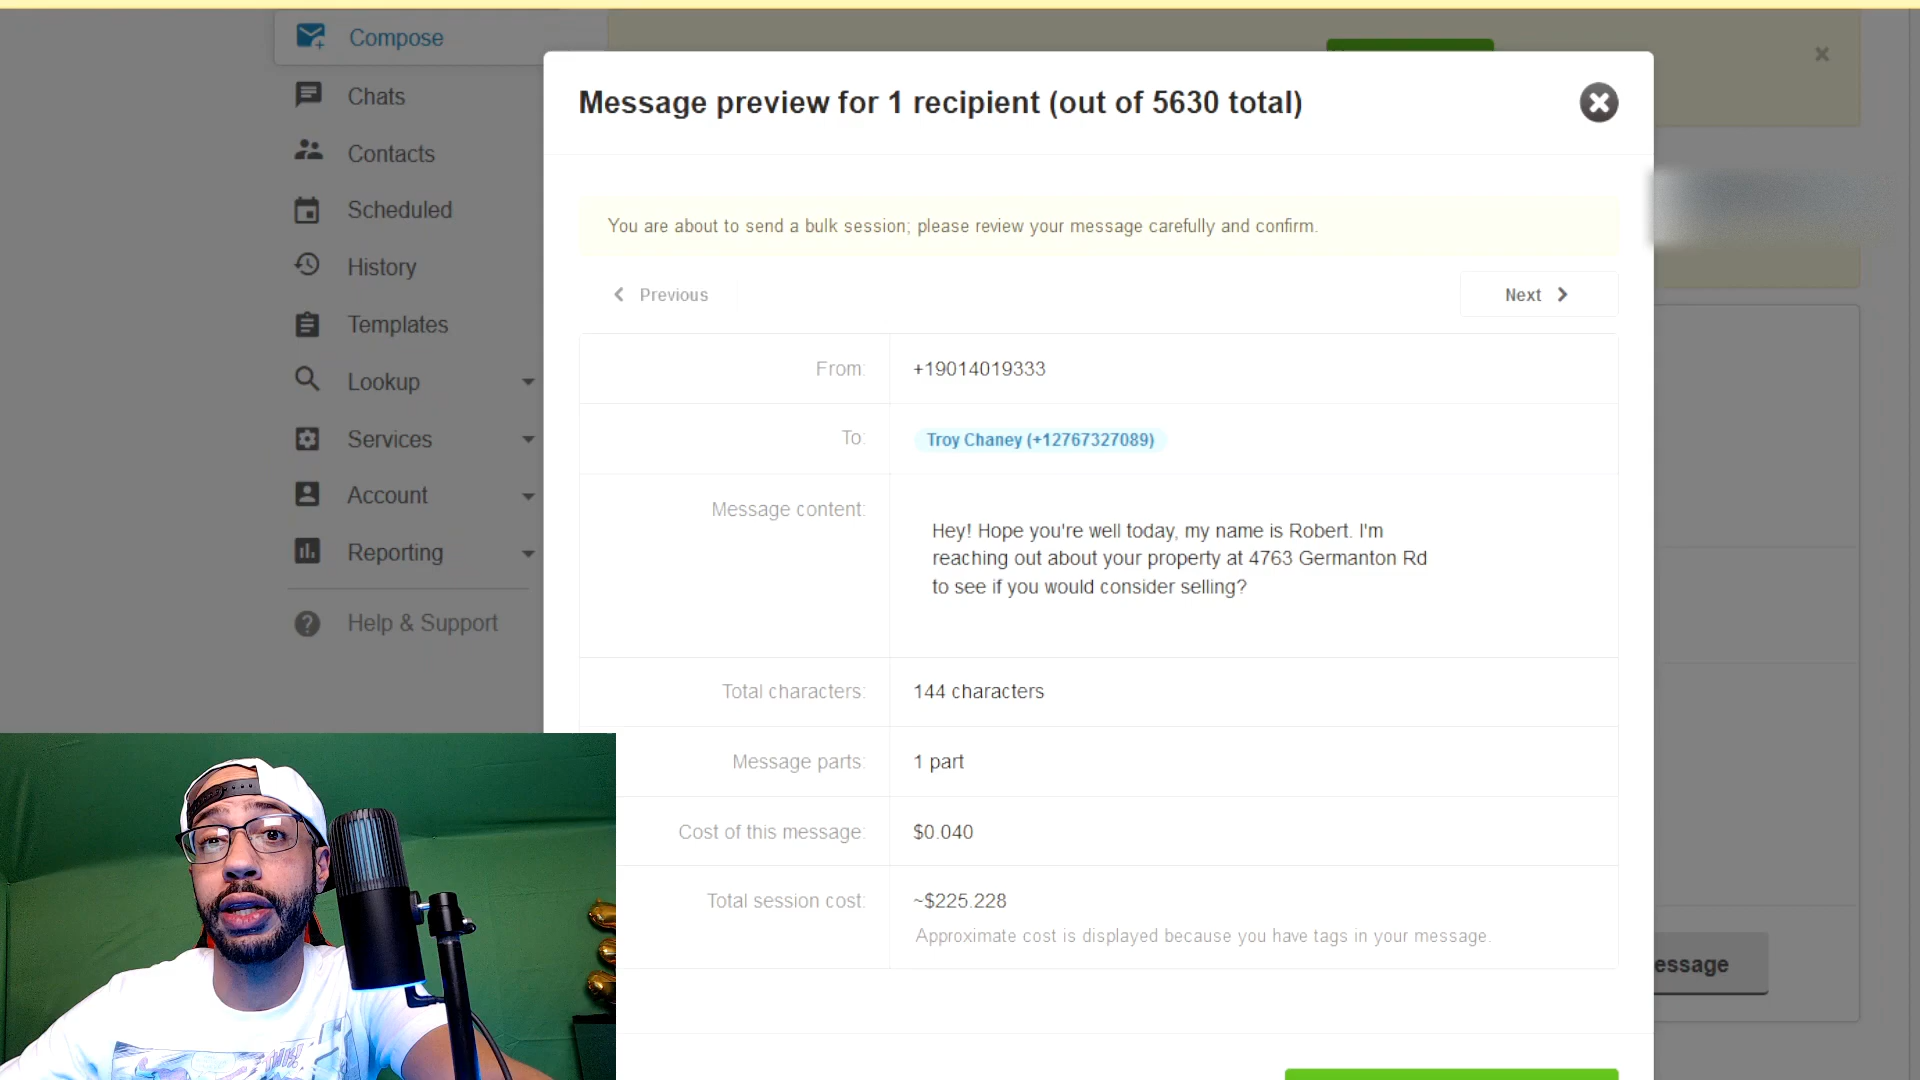 Compose
Chats
Contacts
Scheduled
History
Templates
Lookup
Services
Account
Reporting
Help & Support
Message preview for 1 recipient (out of 5630 total)
You are about to send a bulk session; please review your message carefully and confirm.
Previous
Next
From:
+19014019333
To:
Troy Chaney (+12767327089)
Message content:
Hey! Hope you're well today, my name is Robert. I'm
reaching out about your property at 4763 Germanton Rd
to see if you would consider selling?
Total characters:
144 characters
Message parts:
1 part
Cost of this message:
$0.040
Total session cost:
~$225.228
Approximate cost is displayed because you have tags in your message.
essage